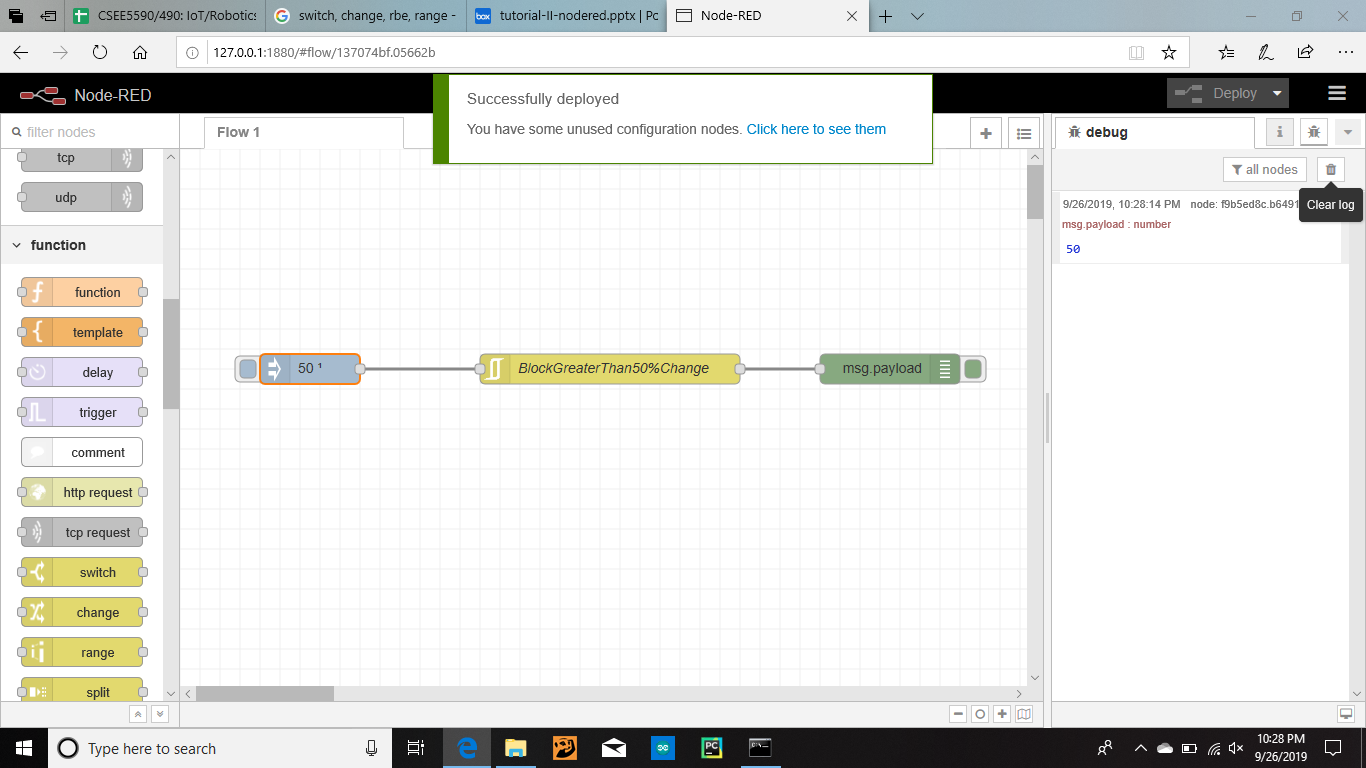 CSEE5590/490: IoT/Robotics
switch, change, rbe, range -
box
tutorial-II-nodered.pptx | Pc
Node-RED
127.0.0.1:1880/#flow/137074bf.05662b
Node-RED
Successfully deployed
You have some unused configuration nodes. Click here to see them
Deploy
filter nodes
Flow 1
debug
i
tcp
udp
function
function
template
delay
trigger
comment
http request
tcp request
switch
change
range
split
50 ¹
BlockGreaterThan50%Change
msg.payload
all nodes
Clear log
9/26/2019, 10:28:14 PM node: f9b5ed8c.b6491
msg.payload : number
50
Type here to search
PC
10:28 PM
9/26/2019